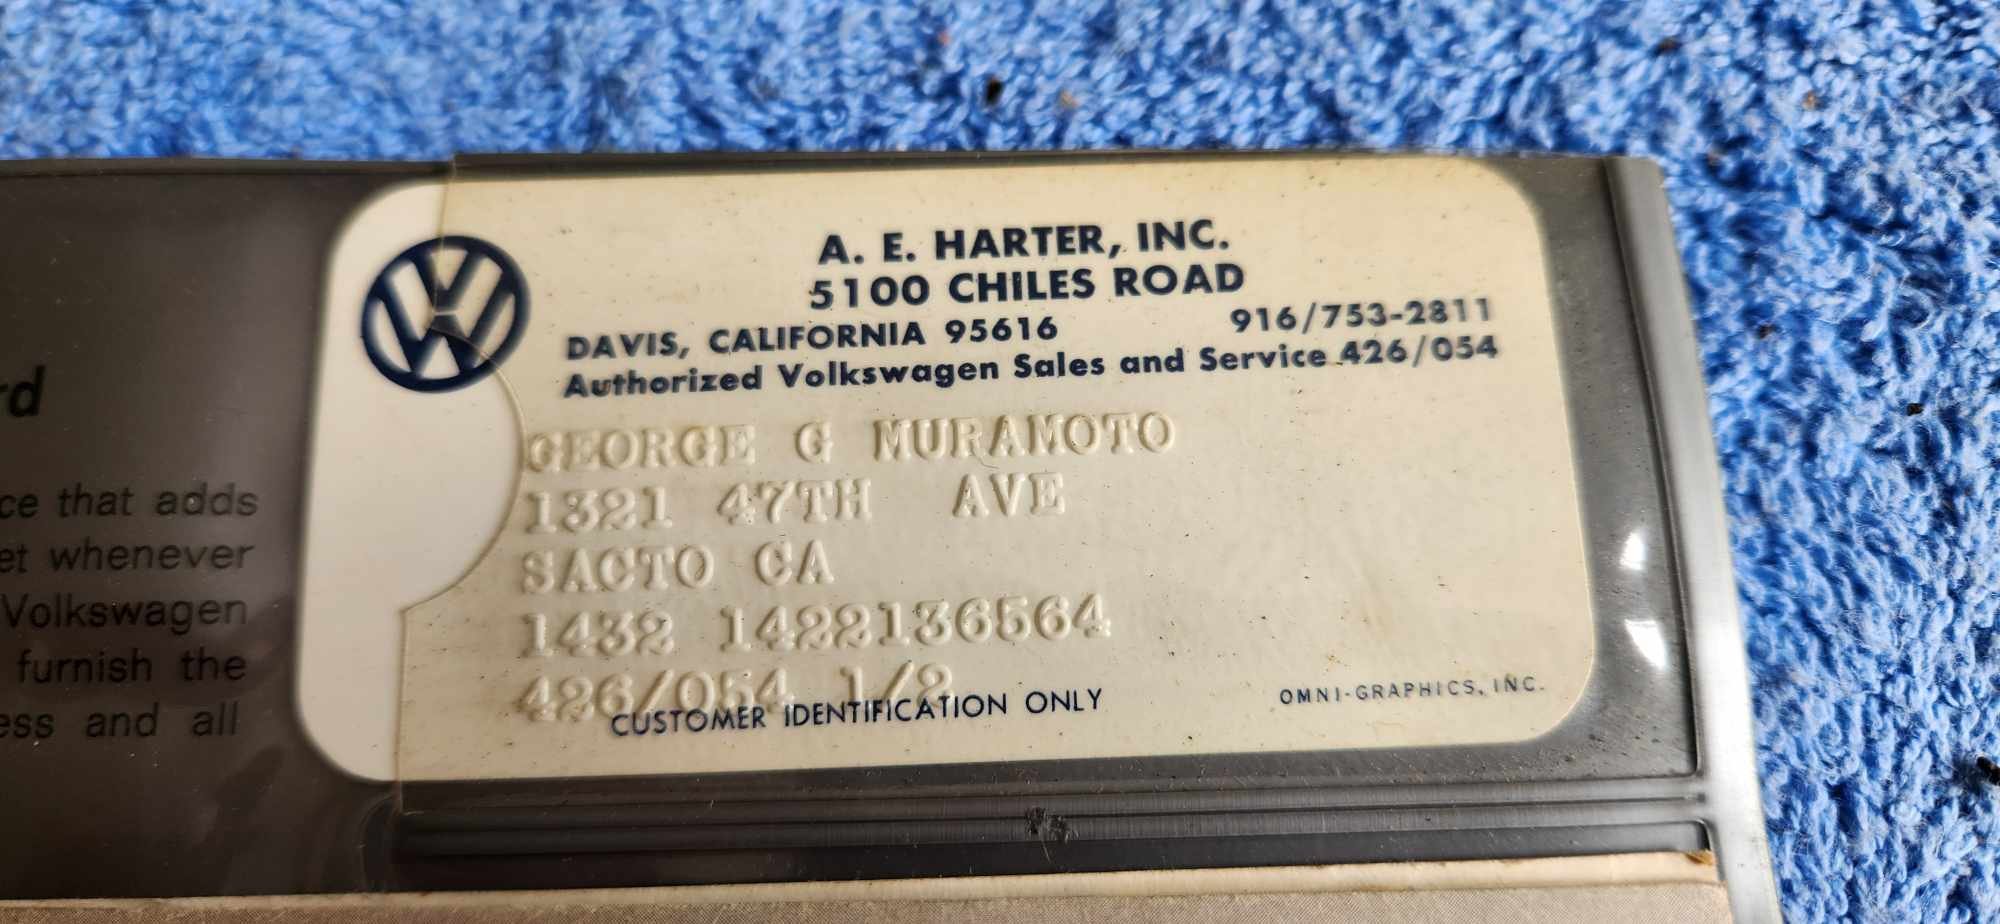 A. E. HARTER, INC.
5100 CHILES ROAD
DAVIS, CALIFORNIA 95616 916/753-2811
Authorized Volkswagen Sales and Service 426/054
GEORGE G MURAMOTO
1321 47TH AVE
SACTO CA
1432 1422136564
426/054 1/2
CUSTOMER IDENTIFICATION ONLY
OMNI-GRAPHICS, INC.
rd
ce that adds
et whenever
Volkswagen
furnish the
ess and all